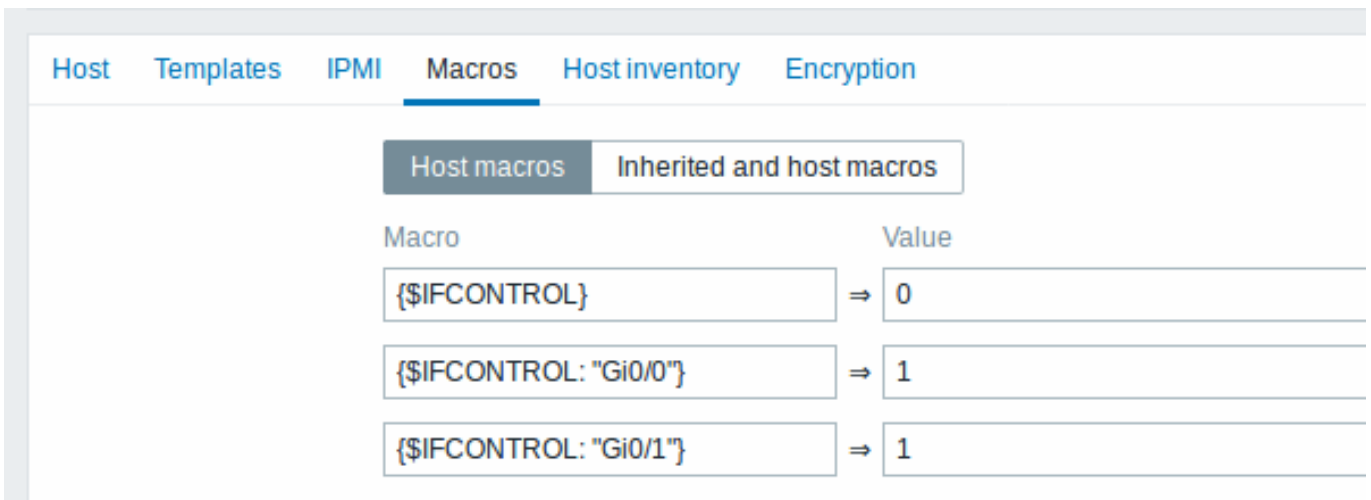 Host Templates IPMI Macros Host inventory Encryption
Host macros Inherited and host macros
Macro Value
{$IFCONTROL} ⇒ 0
{$IFCONTROL: "Gi0/0"} ⇒ 1
{$IFCONTROL: "Gi0/1"} ⇒ 1